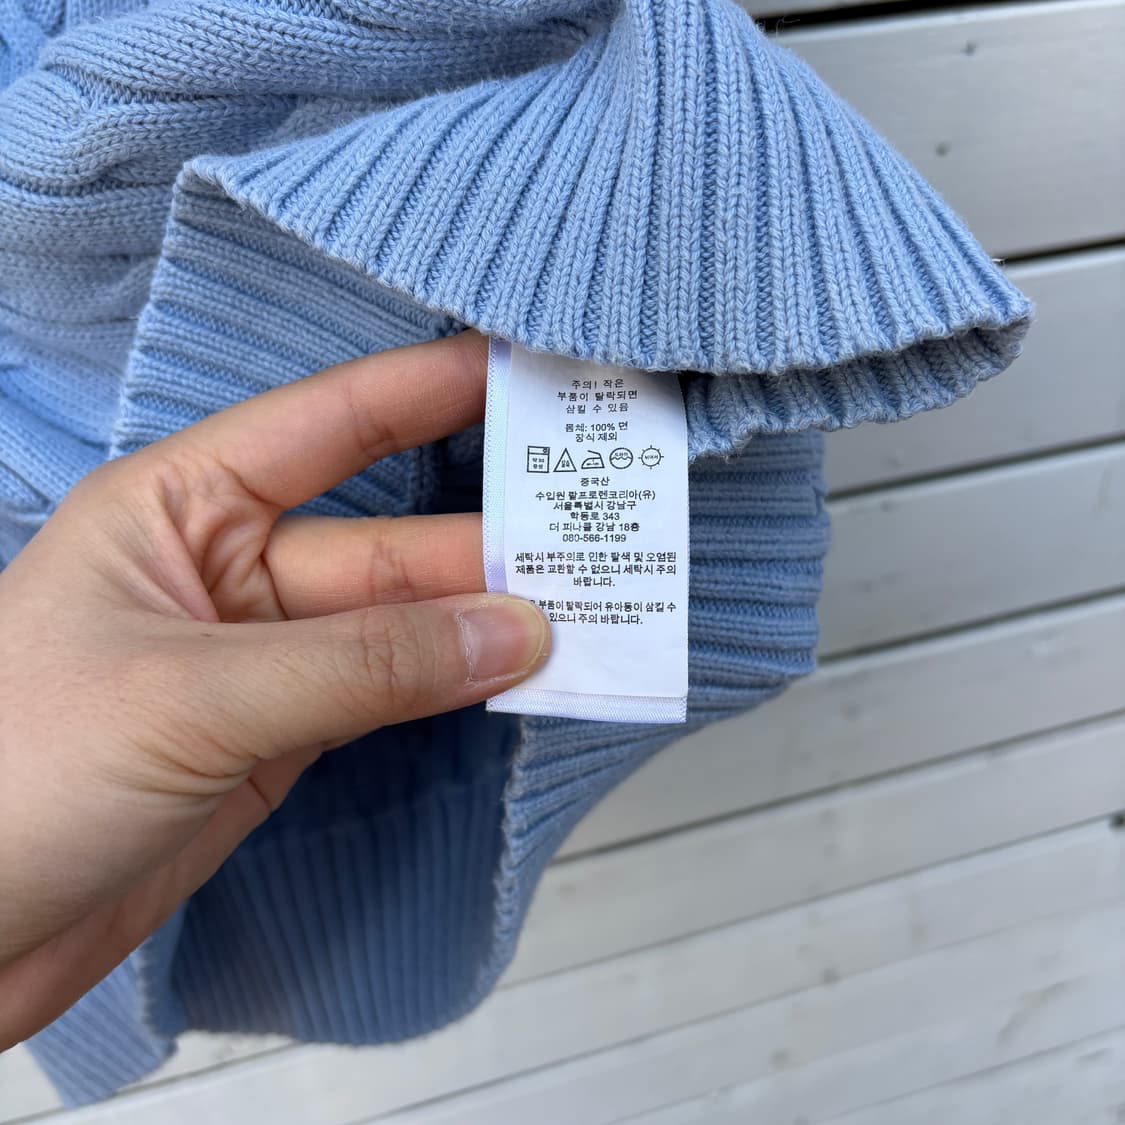 주의! 작은
부품이 탈락되면
삼킬 수 있음
몸체: 100% 면
장식 제외
약 30
중성
중국산
수입원 랄프로렌코리아(유)
서울특별시 강남구
학동로 343
더 피나클 강남 18층
080-566-1199
세탁시 부주의로 인한 탈색 및 오염된
제품은 교환할 수 없으니 세탁시 주의
바랍니다.
부품이 탈락되어 유아동이 삼킬 수
있으니 주의 바랍니다.